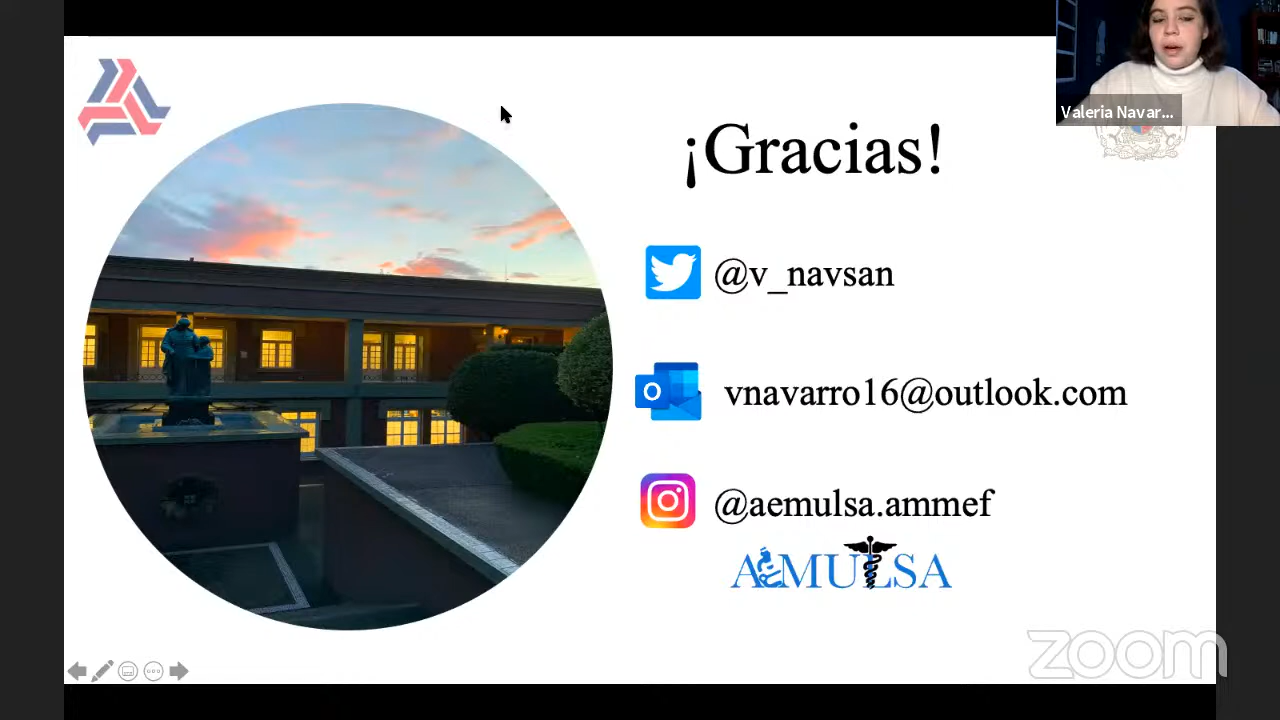 ¡Gracias!
Valeria Navar...
@v_navsan
vnavarro16@outlook.com
@aemulsa.ammef
AEMULSA
zoom